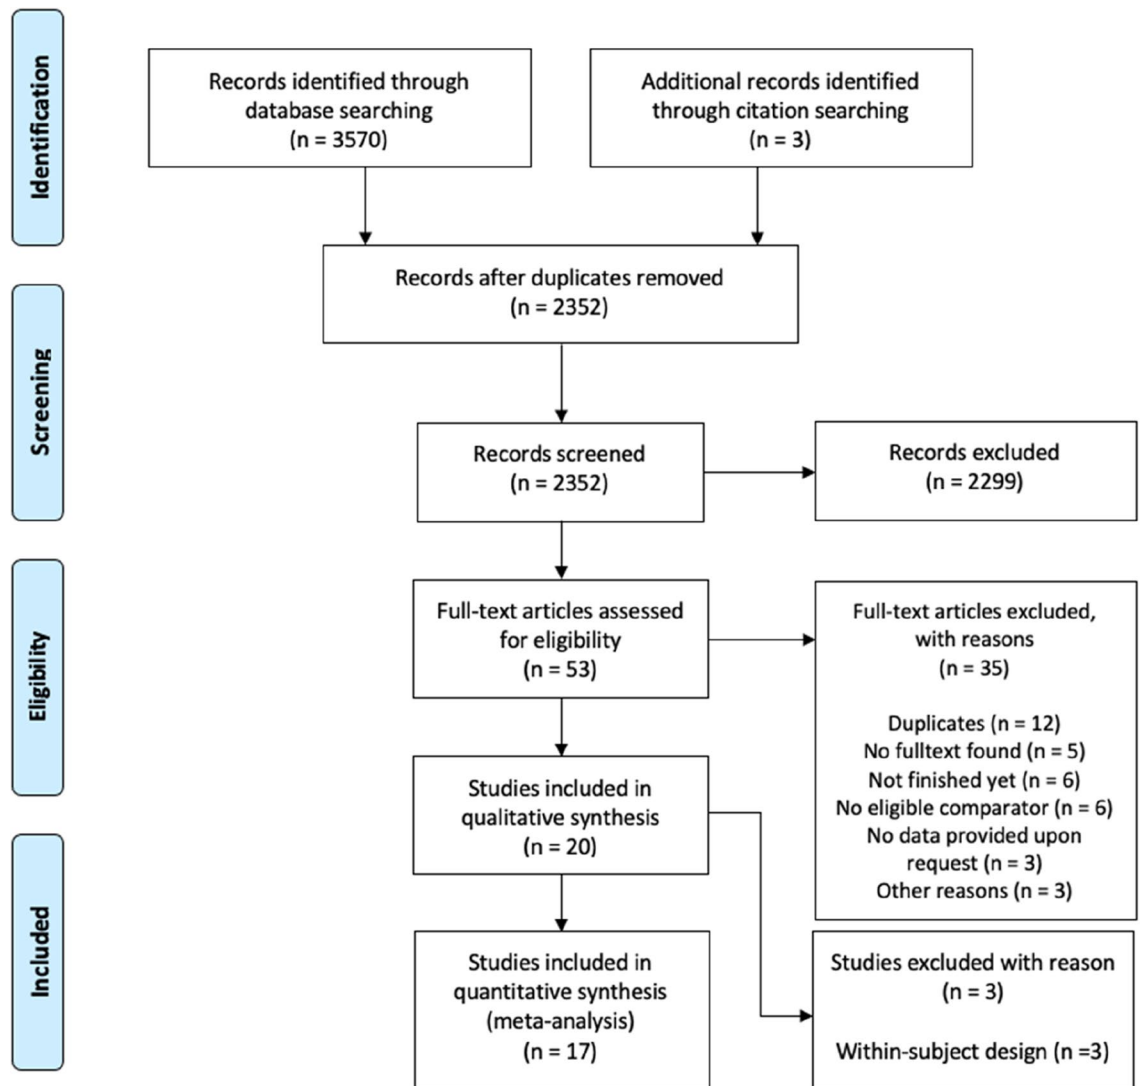 Identification
Records identified through
database searching
(n = 3570)
Additional records identified
through citation searching
(n = 3)
Records after duplicates removed
(n = 2352)
Screening
Records screened
(n = 2352)
Records excluded
(n = 2299)
Eligibility
Full-text articles assessed
for eligibility
(n = 53)
Full-text articles excluded,
with reasons
(n = 35)
Duplicates (n = 12)
No fulltext found (n = 5)
Not finished yet (n = 6)
No eligible comparator (n = 6)
No data provided upon
request (n = 3)
Other reasons (n = 3)
Studies included in
qualitative synthesis
(n = 20)
Included
Studies included in
quantitative synthesis
(meta-analysis)
(n = 17)
Studies excluded with reason
(n = 3)
Within-subject design (n =3)